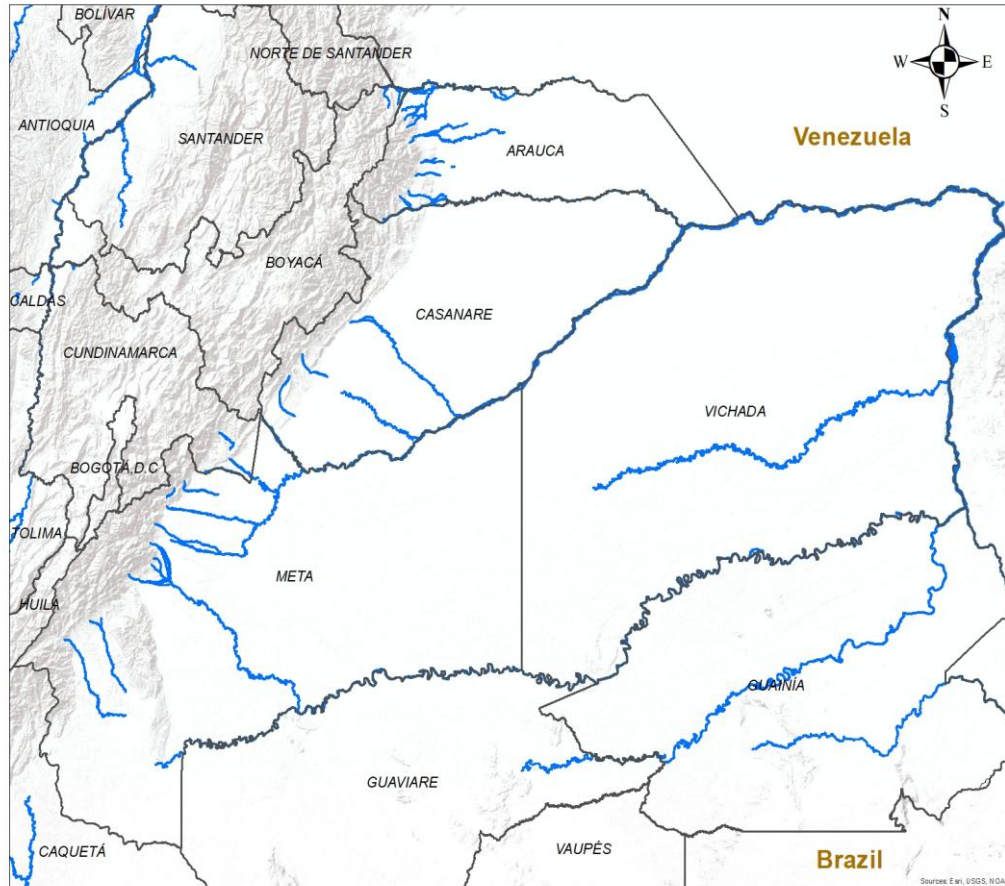 BOLÍVAR
N
NORTE DE SANTANDER
W
E
S
ANTIOQUIA
SANTANDER
Venezuela
ARAUCA
BOYACÁ
CALDAS
CASANARE
CUNDINAMARCA
VICHADA
BOGOTÁ,D.C
TOLIMA
META
HUILA
GUAINÍA
GUAVIARE
CAQUETÁ
VAUPÉS
Brazil
Sources: Esri, USGS, NOA